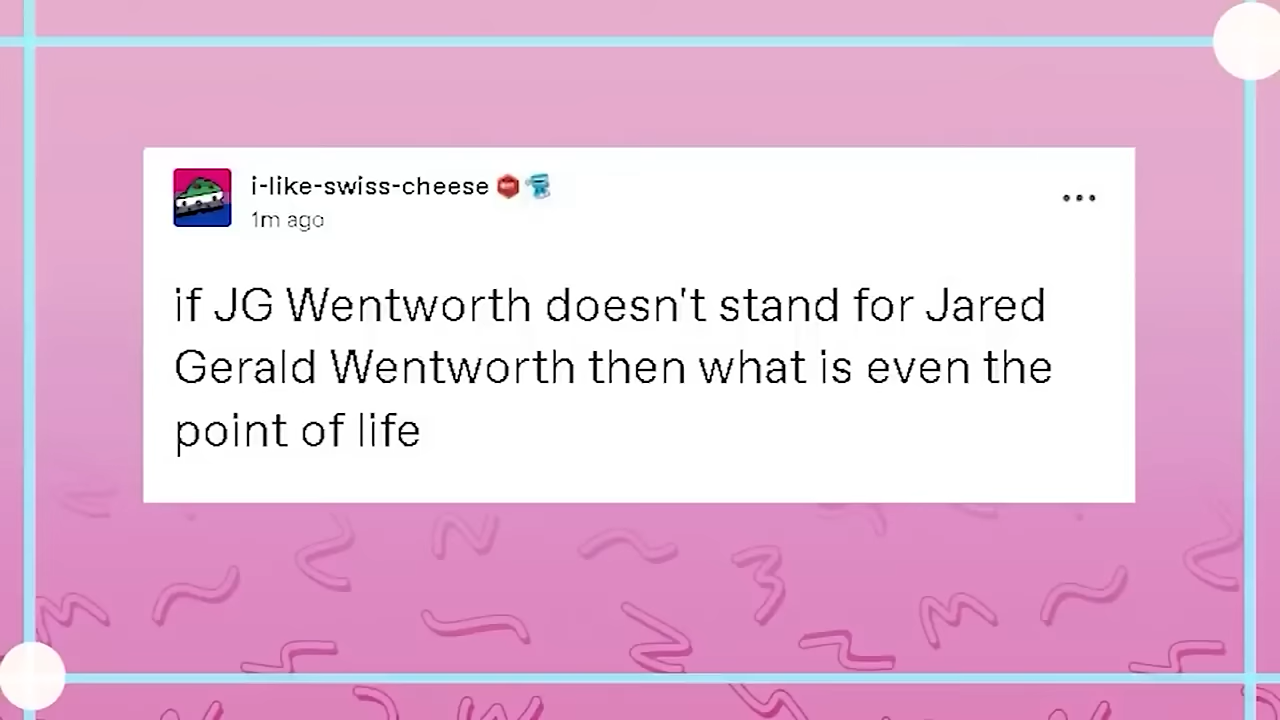 i-like-swiss-cheese
1m ago
if JG Wentworth doesn't stand for Jared
Gerald Wentworth then what is even the
point of life